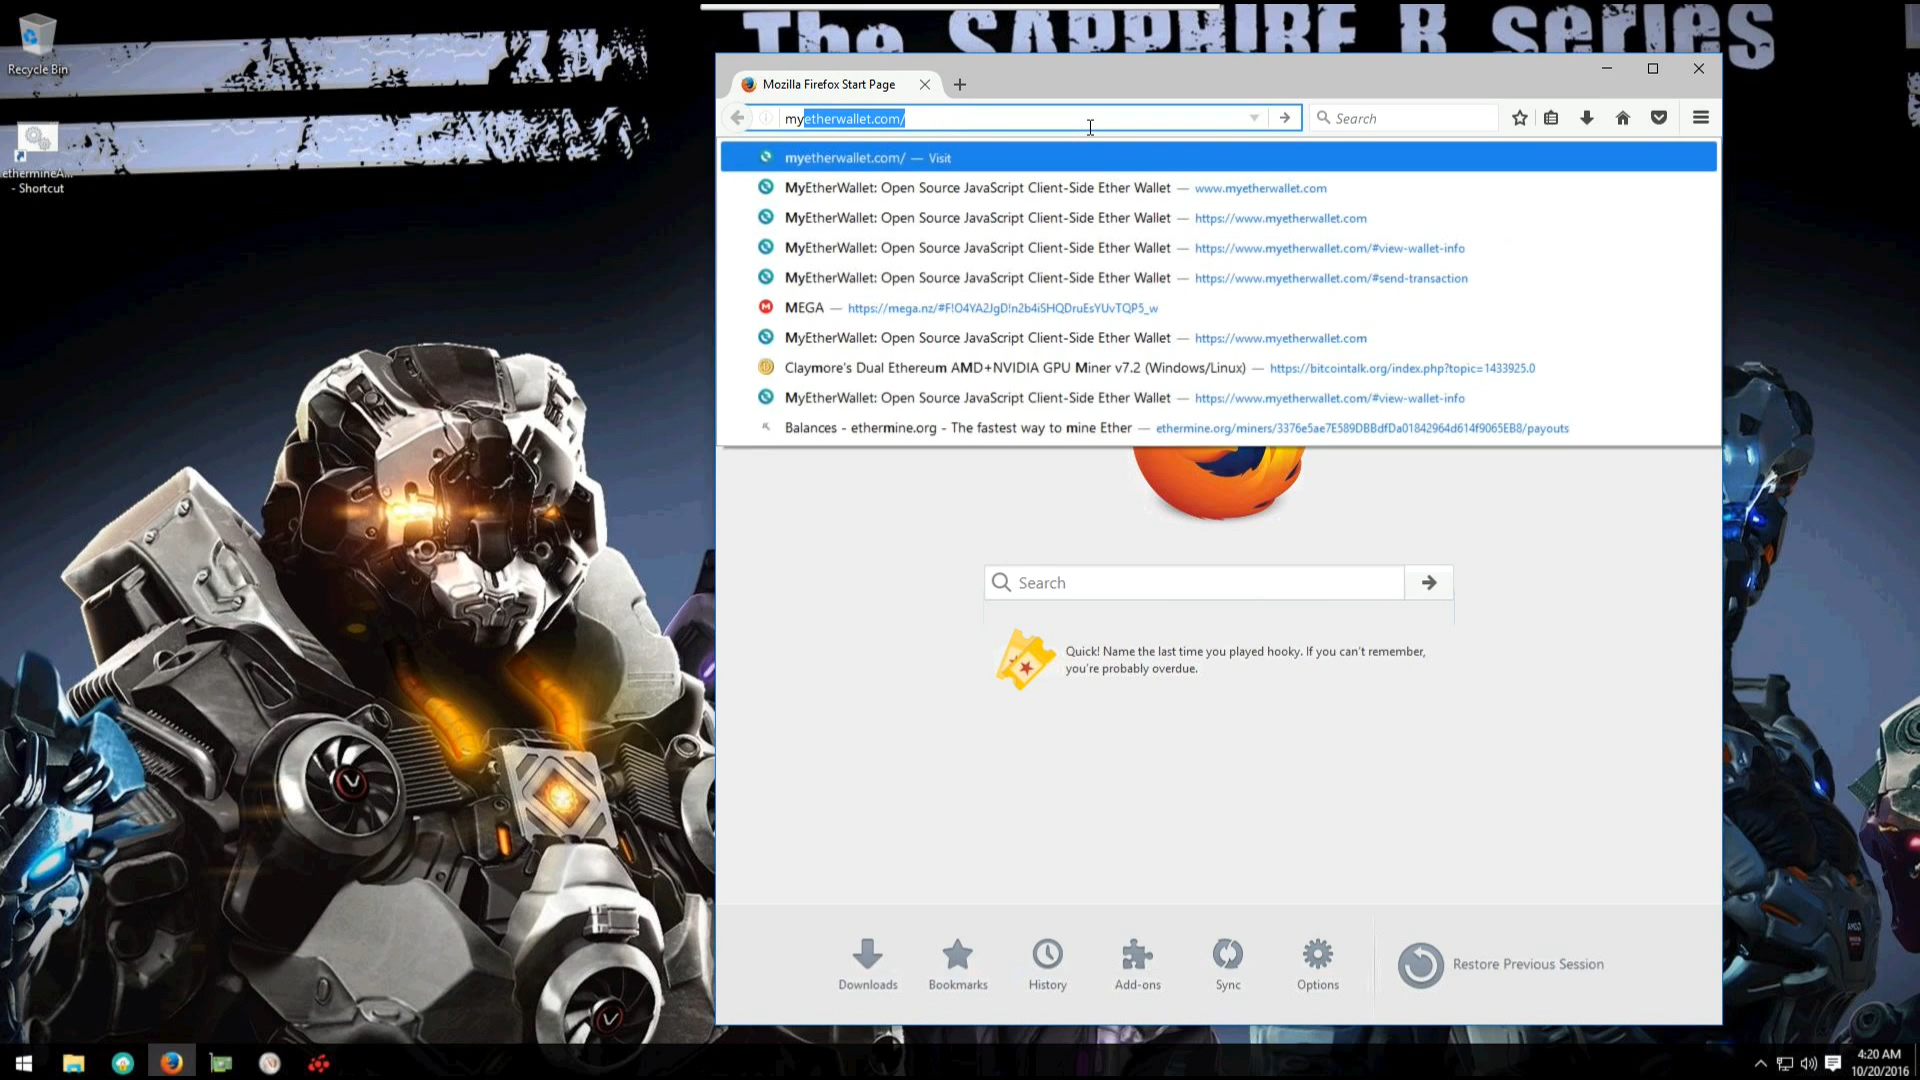 The SAPPHIRE R series
Recycle Bin
ethermineA...
- Shortcut
Mozilla Firefox Start Page
myetherwallet.com/
Search
myetherwallet.com/ — Visit
MyEtherWallet: Open Source JavaScript Client-Side Ether Wallet — www.myetherwallet.com
MyEtherWallet: Open Source JavaScript Client-Side Ether Wallet — https://www.myetherwallet.com
MyEtherWallet: Open Source JavaScript Client-Side Ether Wallet — https://www.myetherwallet.com/#view-wallet-info
MyEtherWallet: Open Source JavaScript Client-Side Ether Wallet — https://www.myetherwallet.com/#send-transaction
MEGA — https://mega.nz/#F!O4YA2JgD!n2b4iSHQDruEsYUvTQP5_w
MyEtherWallet: Open Source JavaScript Client-Side Ether Wallet — https://www.myetherwallet.com
Claymore's Dual Ethereum AMD+NVIDIA GPU Miner v7.2 (Windows/Linux) — https://bitcointalk.org/index.php?topic=1433925.0
MyEtherWallet: Open Source JavaScript Client-Side Ether Wallet — https://www.myetherwallet.com/#view-wallet-info
Balances - ethermine.org - The fastest way to mine Ether — ethermine.org/miners/3376e5ae7E589DBBdfDa01842964d614f9065EB8/payouts
Search
Quick! Name the last time you played hooky. If you can't remember,
you're probably overdue.
Downloads
Bookmarks
History
Add-ons
Sync
Options
Restore Previous Session
AMD
4:20 AM
10/20/2016